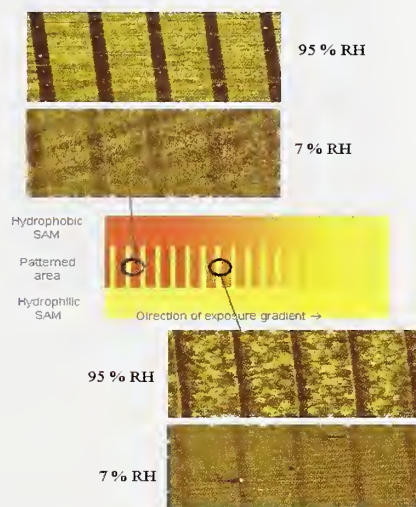 95 % RH
7 % RH
Hydrophobic
SAM
Patterned
area
Hydrophilic
SAM
Direction of exposure gradient →
95 % RH
7 % RH